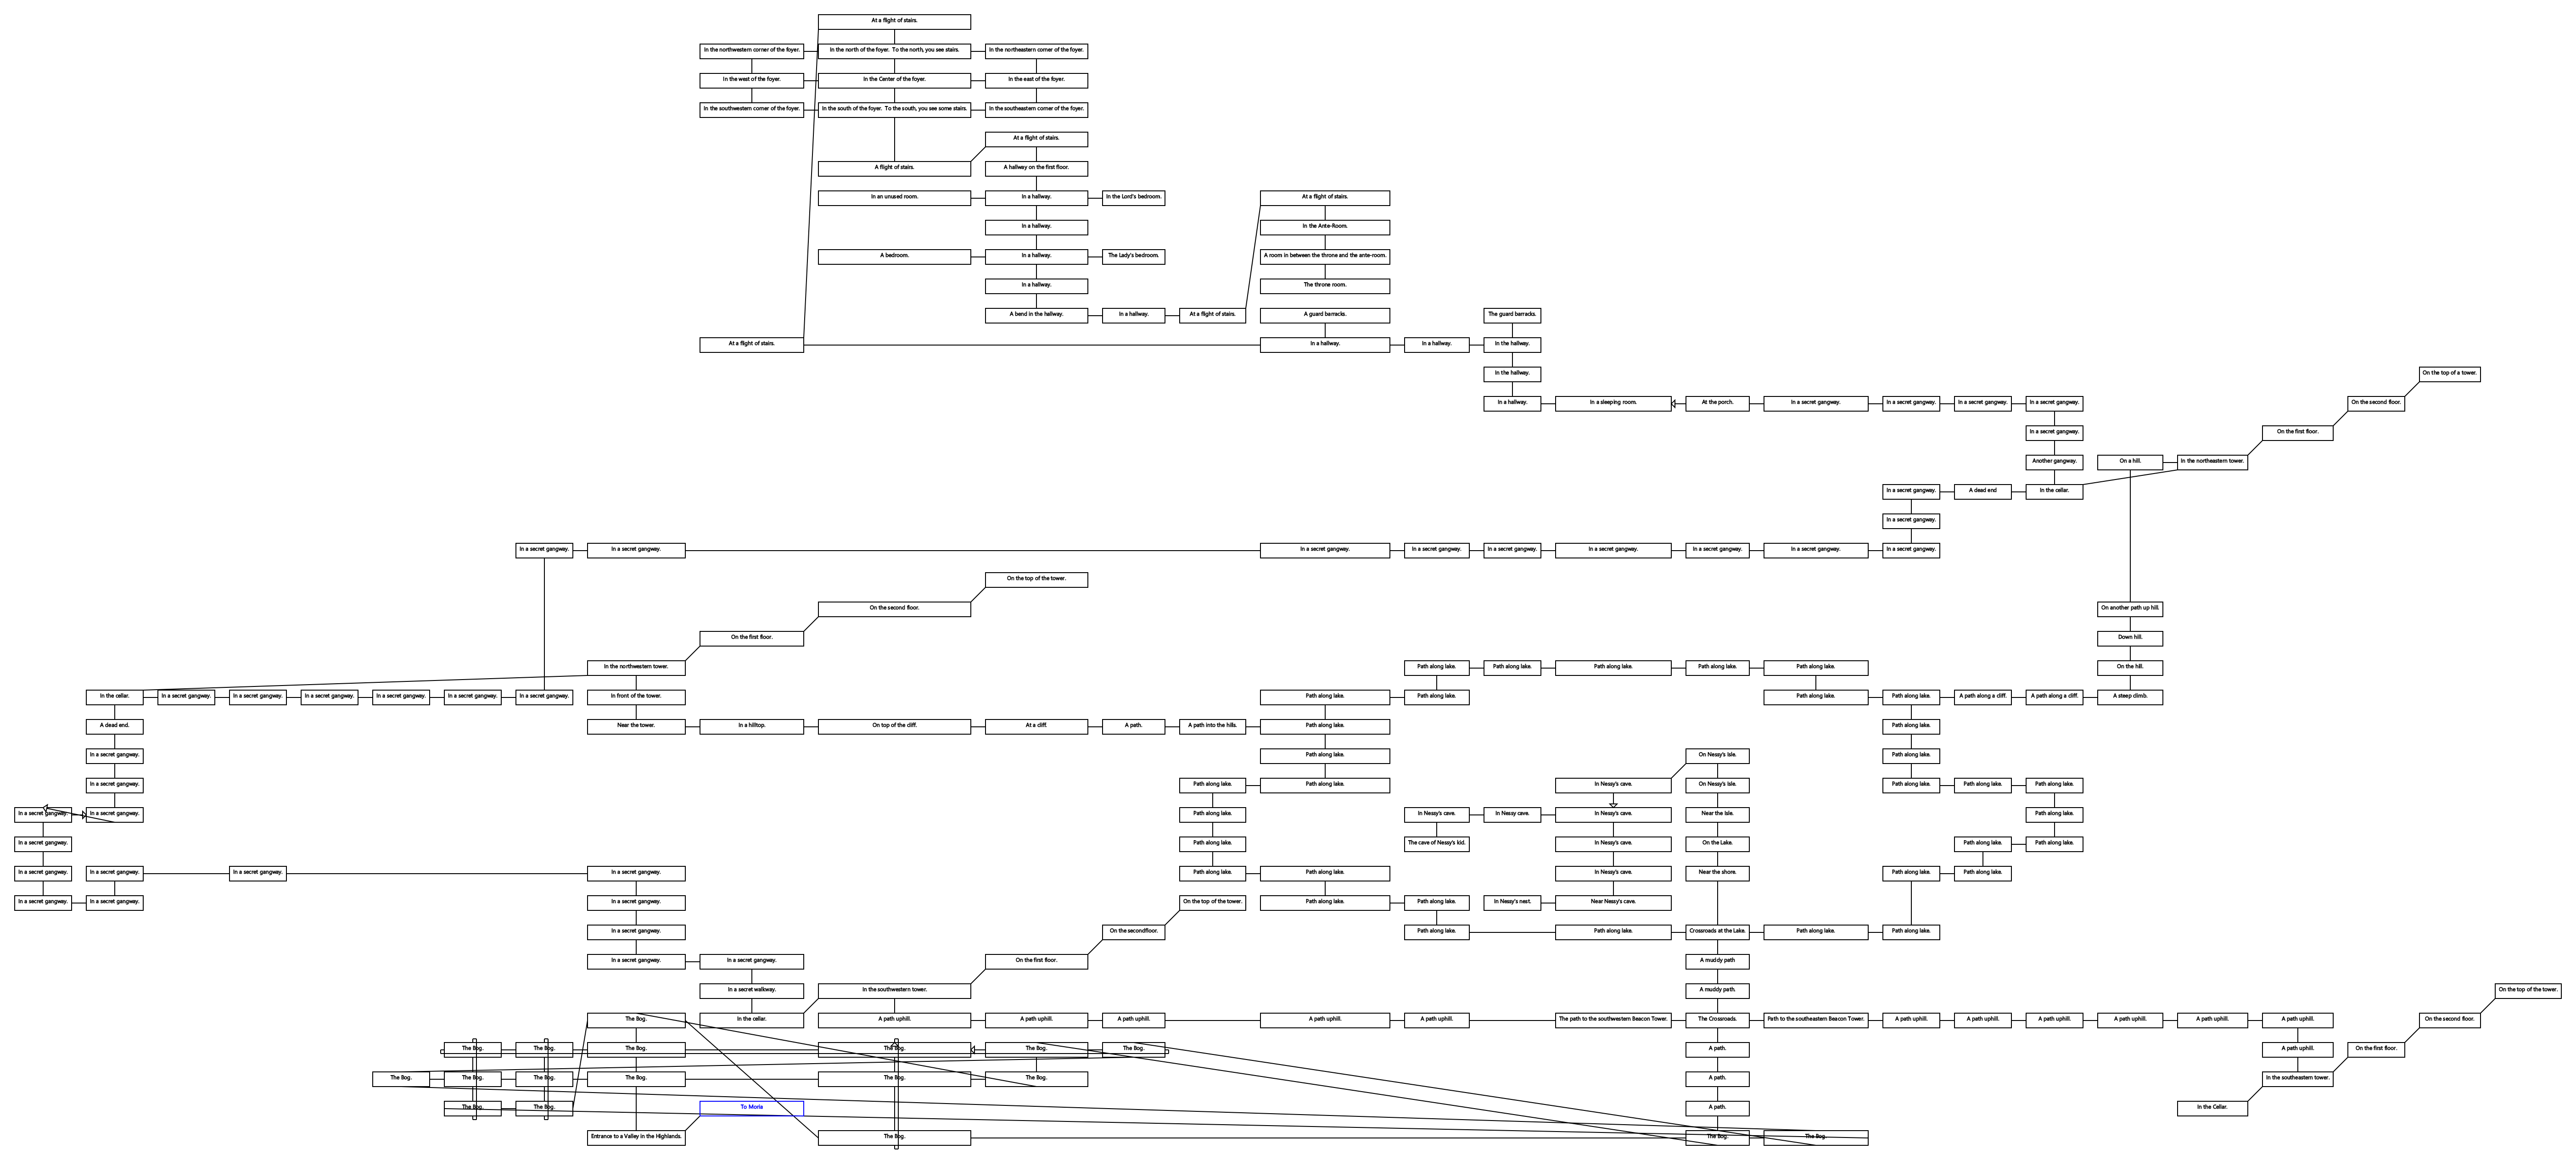 At a flight of stairs.
In the northwestern corner of the foyer.
In the north of the foyer.  To the north, you see stairs.
In the northeastern corner of the foyer.
In the west of the foyer.
In the Center of the foyer.
In the east of the foyer.
In the southwestern corner of the foyer.
In the south of the foyer.  To the south, you see some stairs.
In the southeastern corner of the foyer.
At a flight of stairs.
A flight of stairs.
A hallway on the first floor.
In an unused room.
In a hallway.
In the Lord's bedroom.
At a flight of stairs.
In a hallway.
In the Ante-Room.
A bedroom.
In a hallway.
The Lady's bedroom.
A room in between the throne and the ante-room.
In a hallway.
The throne room.
A bend in the hallway.
In a hallway.
At a flight of stairs.
A guard barracks.
The guard barracks.
At a flight of stairs.
In a hallway.
In a hallway.
In the hallway.
In the hallway.
On the top of a tower.
In a hallway.
In a sleeping room.
At the porch.
In a secret gangway.
In a secret gangway.
In a secret gangway.
In a secret gangway.
On the second floor.
In a secret gangway.
On the first floor.
Another gangway.
On a hill.
In the northeastern tower.
In a secret gangway.
A dead end
In the cellar.
In a secret gangway.
In a secret gangway.
In a secret gangway.
In a secret gangway.
In a secret gangway.
In a secret gangway.
In a secret gangway.
In a secret gangway.
In a secret gangway.
In a secret gangway.
On the top of the tower.
On the second floor.
On another path up hill.
On the first floor.
Down hill.
In the northwestern tower.
Path along lake.
Path along lake.
Path along lake.
Path along lake.
Path along lake.
On the hill.
In the cellar.
In a secret gangway.
In a secret gangway.
In a secret gangway.
In a secret gangway.
In a secret gangway.
In a secret gangway.
In front of the tower.
Path along lake.
Path along lake.
Path along lake.
Path along lake.
A path along a cliff.
A path along a cliff.
A steep climb.
A dead end.
Near the tower.
In a hilltop.
On top of the cliff.
At a cliff.
A path.
A path into the hills.
Path along lake.
Path along lake.
In a secret gangway.
Path along lake.
On Nessy's Isle.
Path along lake.
In a secret gangway.
Path along lake.
Path along lake.
In Nessy's cave.
On Nessy's Isle.
Path along lake.
Path along lake.
Path along lake.
In a secret gangway.
In a secret gangway.
Path along lake.
In Nessy's cave.
In Nessy cave.
In Nessy's cave.
Near the Isle.
Path along lake.
In a secret gangway.
Path along lake.
The cave of Nessy's kid.
In Nessy's cave.
On the Lake.
Path along lake.
Path along lake.
In a secret gangway.
In a secret gangway.
In a secret gangway.
In a secret gangway.
Path along lake.
Path along lake.
In Nessy's cave.
Near the shore.
Path along lake.
Path along lake.
In a secret gangway.
In a secret gangway.
In a secret gangway.
On the top of the tower.
Path along lake.
Path along lake.
In Nessy's nest.
Near Nessy's cave.
In a secret gangway.
On the secondfloor.
Path along lake.
Path along lake.
Crossroads at the Lake.
Path along lake.
Path along lake.
In a secret gangway.
In a secret gangway.
On the first floor.
A muddy path
In a secret walkway.
In the southwestern tower.
A muddy path.
On the top of the tower.
The Bog.
In the cellar.
A path uphill.
A path uphill.
A path uphill.
A path uphill.
A path uphill.
The path to the southwestern Beacon Tower.
The Crossroads.
Path to the southeastern Beacon Tower.
A path uphill.
A path uphill.
A path uphill.
A path uphill.
A path uphill.
A path uphill.
On the second floor.
The Bog.
The Bog.
The Bog.
The Bog.
The Bog.
The Bog.
A path.
A path uphill.
On the first floor.
The Bog.
The Bog.
The Bog.
The Bog.
The Bog.
The Bog.
A path.
In the southeastern tower.
The Bog.
The Bog.
To Moria
A path.
In the Cellar.
Entrance to a Valley in the Highlands.
The Bog.
The Bog.
The Bog.